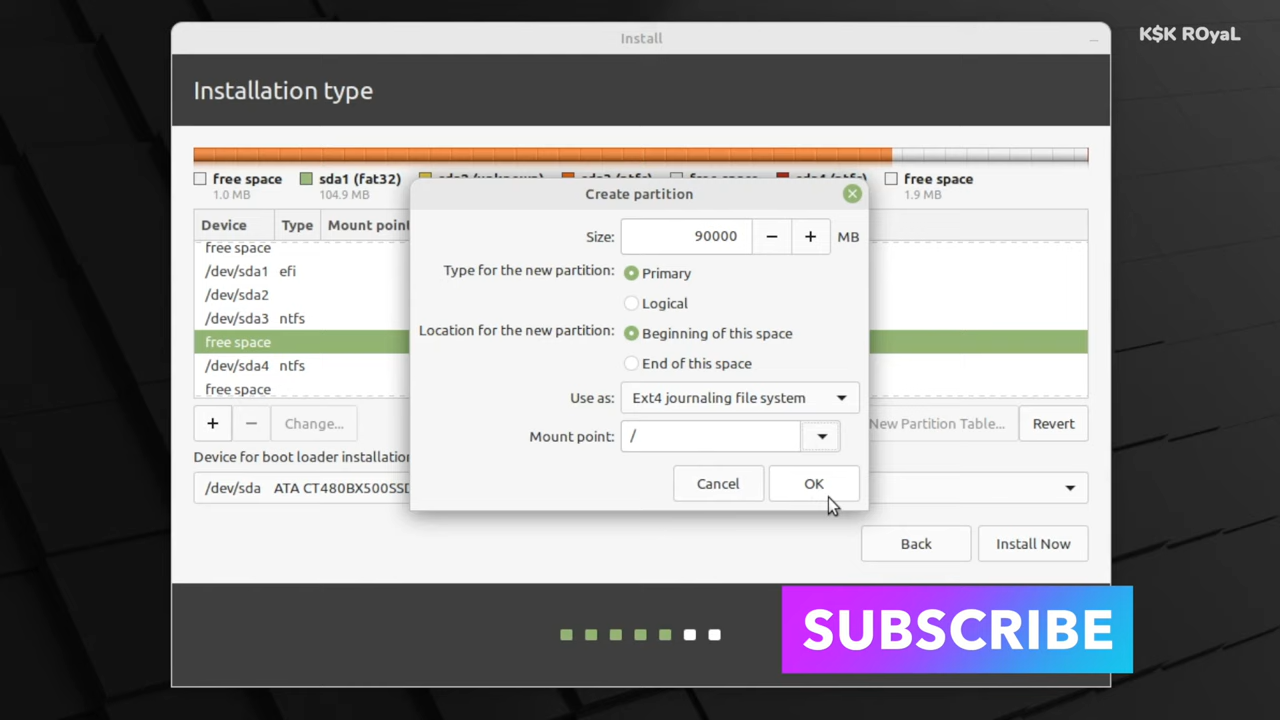 K$K ROyaL
Install
Installation type
free space sda1 (fat32) free space
1.0 MB 104.9 MB 1.9 MB
Create partition
Size: 90000 MB
Type for the new partition: Primary
Logical
Location for the new partition: Beginning of this space
End of this space
Use as: Ext4 journaling file system
Mount point: /
Cancel OK
Device Type Mount point
free space
/dev/sda1 efi
/dev/sda2
/dev/sda3 ntfs
free space
/dev/sda4 ntfs
free space
+ − Change... New Partition Table... Revert
Device for boot loader installation
/dev/sda ATA CT480BX500SSD
Back Install Now
SUBSCRIBE